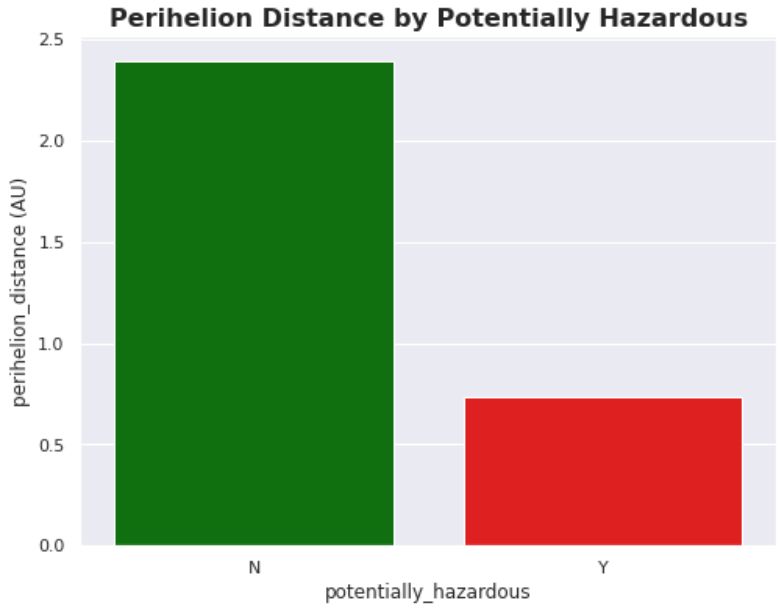 Perihelion Distance by Potentially Hazardous
perihelion_distance (AU)
2.5
2.0
1.5
1.0
0.5
0.0
N
Y
potentially_hazardous